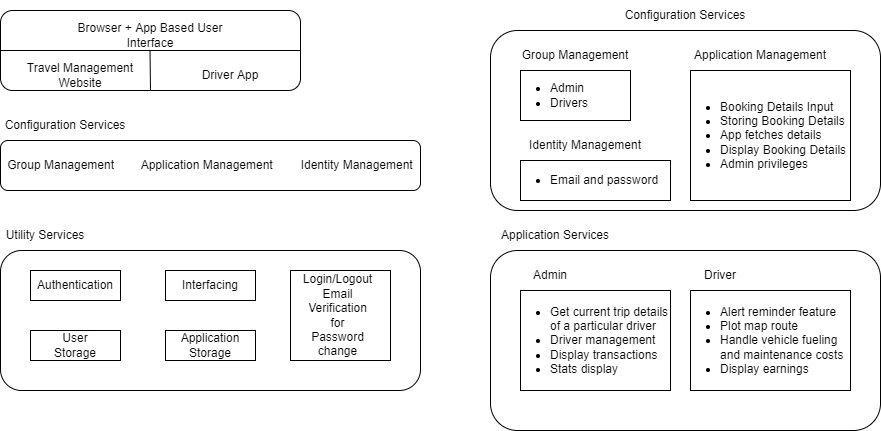 Browser + App Based User
Interface
Travel Management
Website
Driver App
Configuration Services
Group Management
Application Management
Identity Management
Utility Services
Authentication
Interfacing
Login/Logout
Email
Verification
for
Password
change
User
Storage
Application
Storage
Configuration Services
Group Management
• Admin
• Drivers
Identity Management
• Email and password
Application Management
• Booking Details Input
• Storing Booking Details
• App fetches details
• Display Booking Details
• Admin privileges
Application Services
Admin
• Get current trip details
of a particular driver
• Driver management
• Display transactions
• Stats display
Driver
• Alert reminder feature
• Plot map route
• Handle vehicle fueling
and maintenance costs
• Display earnings